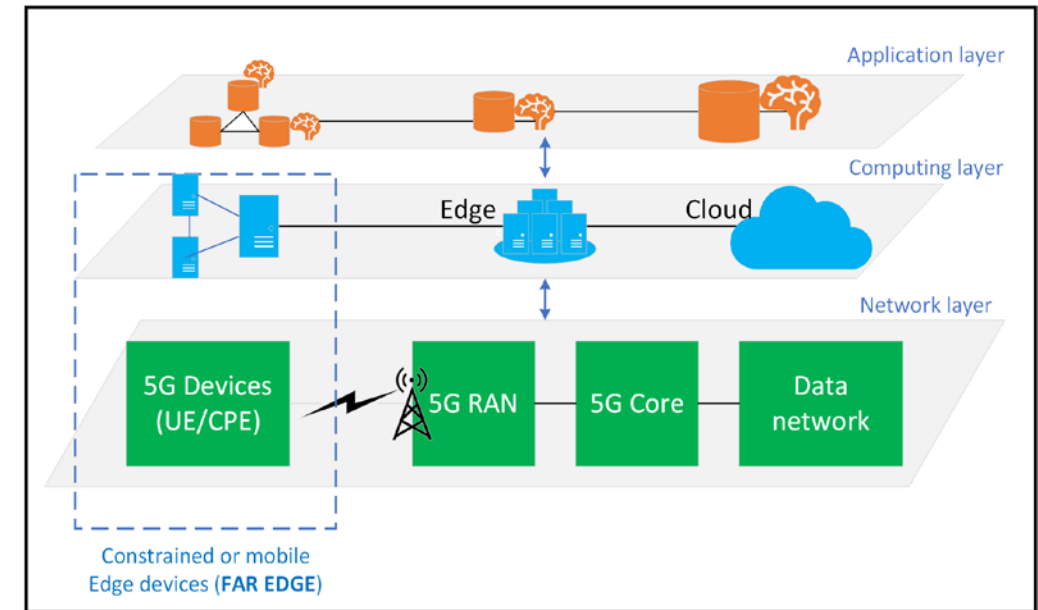 Application layer
Computing layer
Edge
Cloud
Network layer
5G Devices
(UE/CPE)
5G RAN
5G Core
Data
network
Constrained or mobile
Edge devices (FAR EDGE)